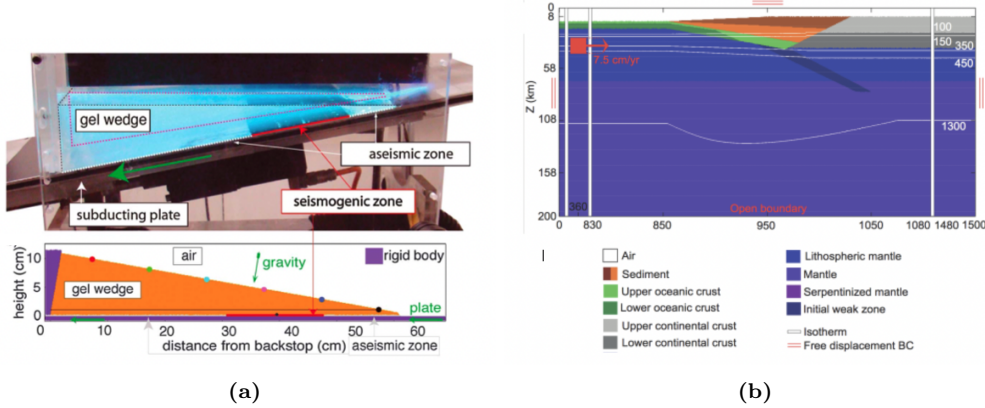 a.
gel wedge
aseismic zone
seismogenic zone
subducting plate
height (cm)
10
5
0
air
gravity
rigid body
gel wedge
plate
0 10 20 30 40 50 60
distance from backstop (cm)
aseismic zone
(a)
b.
Z (km)
0
8
58
108
158
200
100
150
350
450
1300
7.5 cm/yr
Open boundary
360
0 830 850 950 1050 1080 1480 1500
Air
Sediment
Upper oceanic crust
Lower oceanic crust
Upper continental crust
Lower continental crust
Lithospheric mantle
Mantle
Serpentinized mantle
Initial weak zone
Isotherm
Free displacement BC
(b)